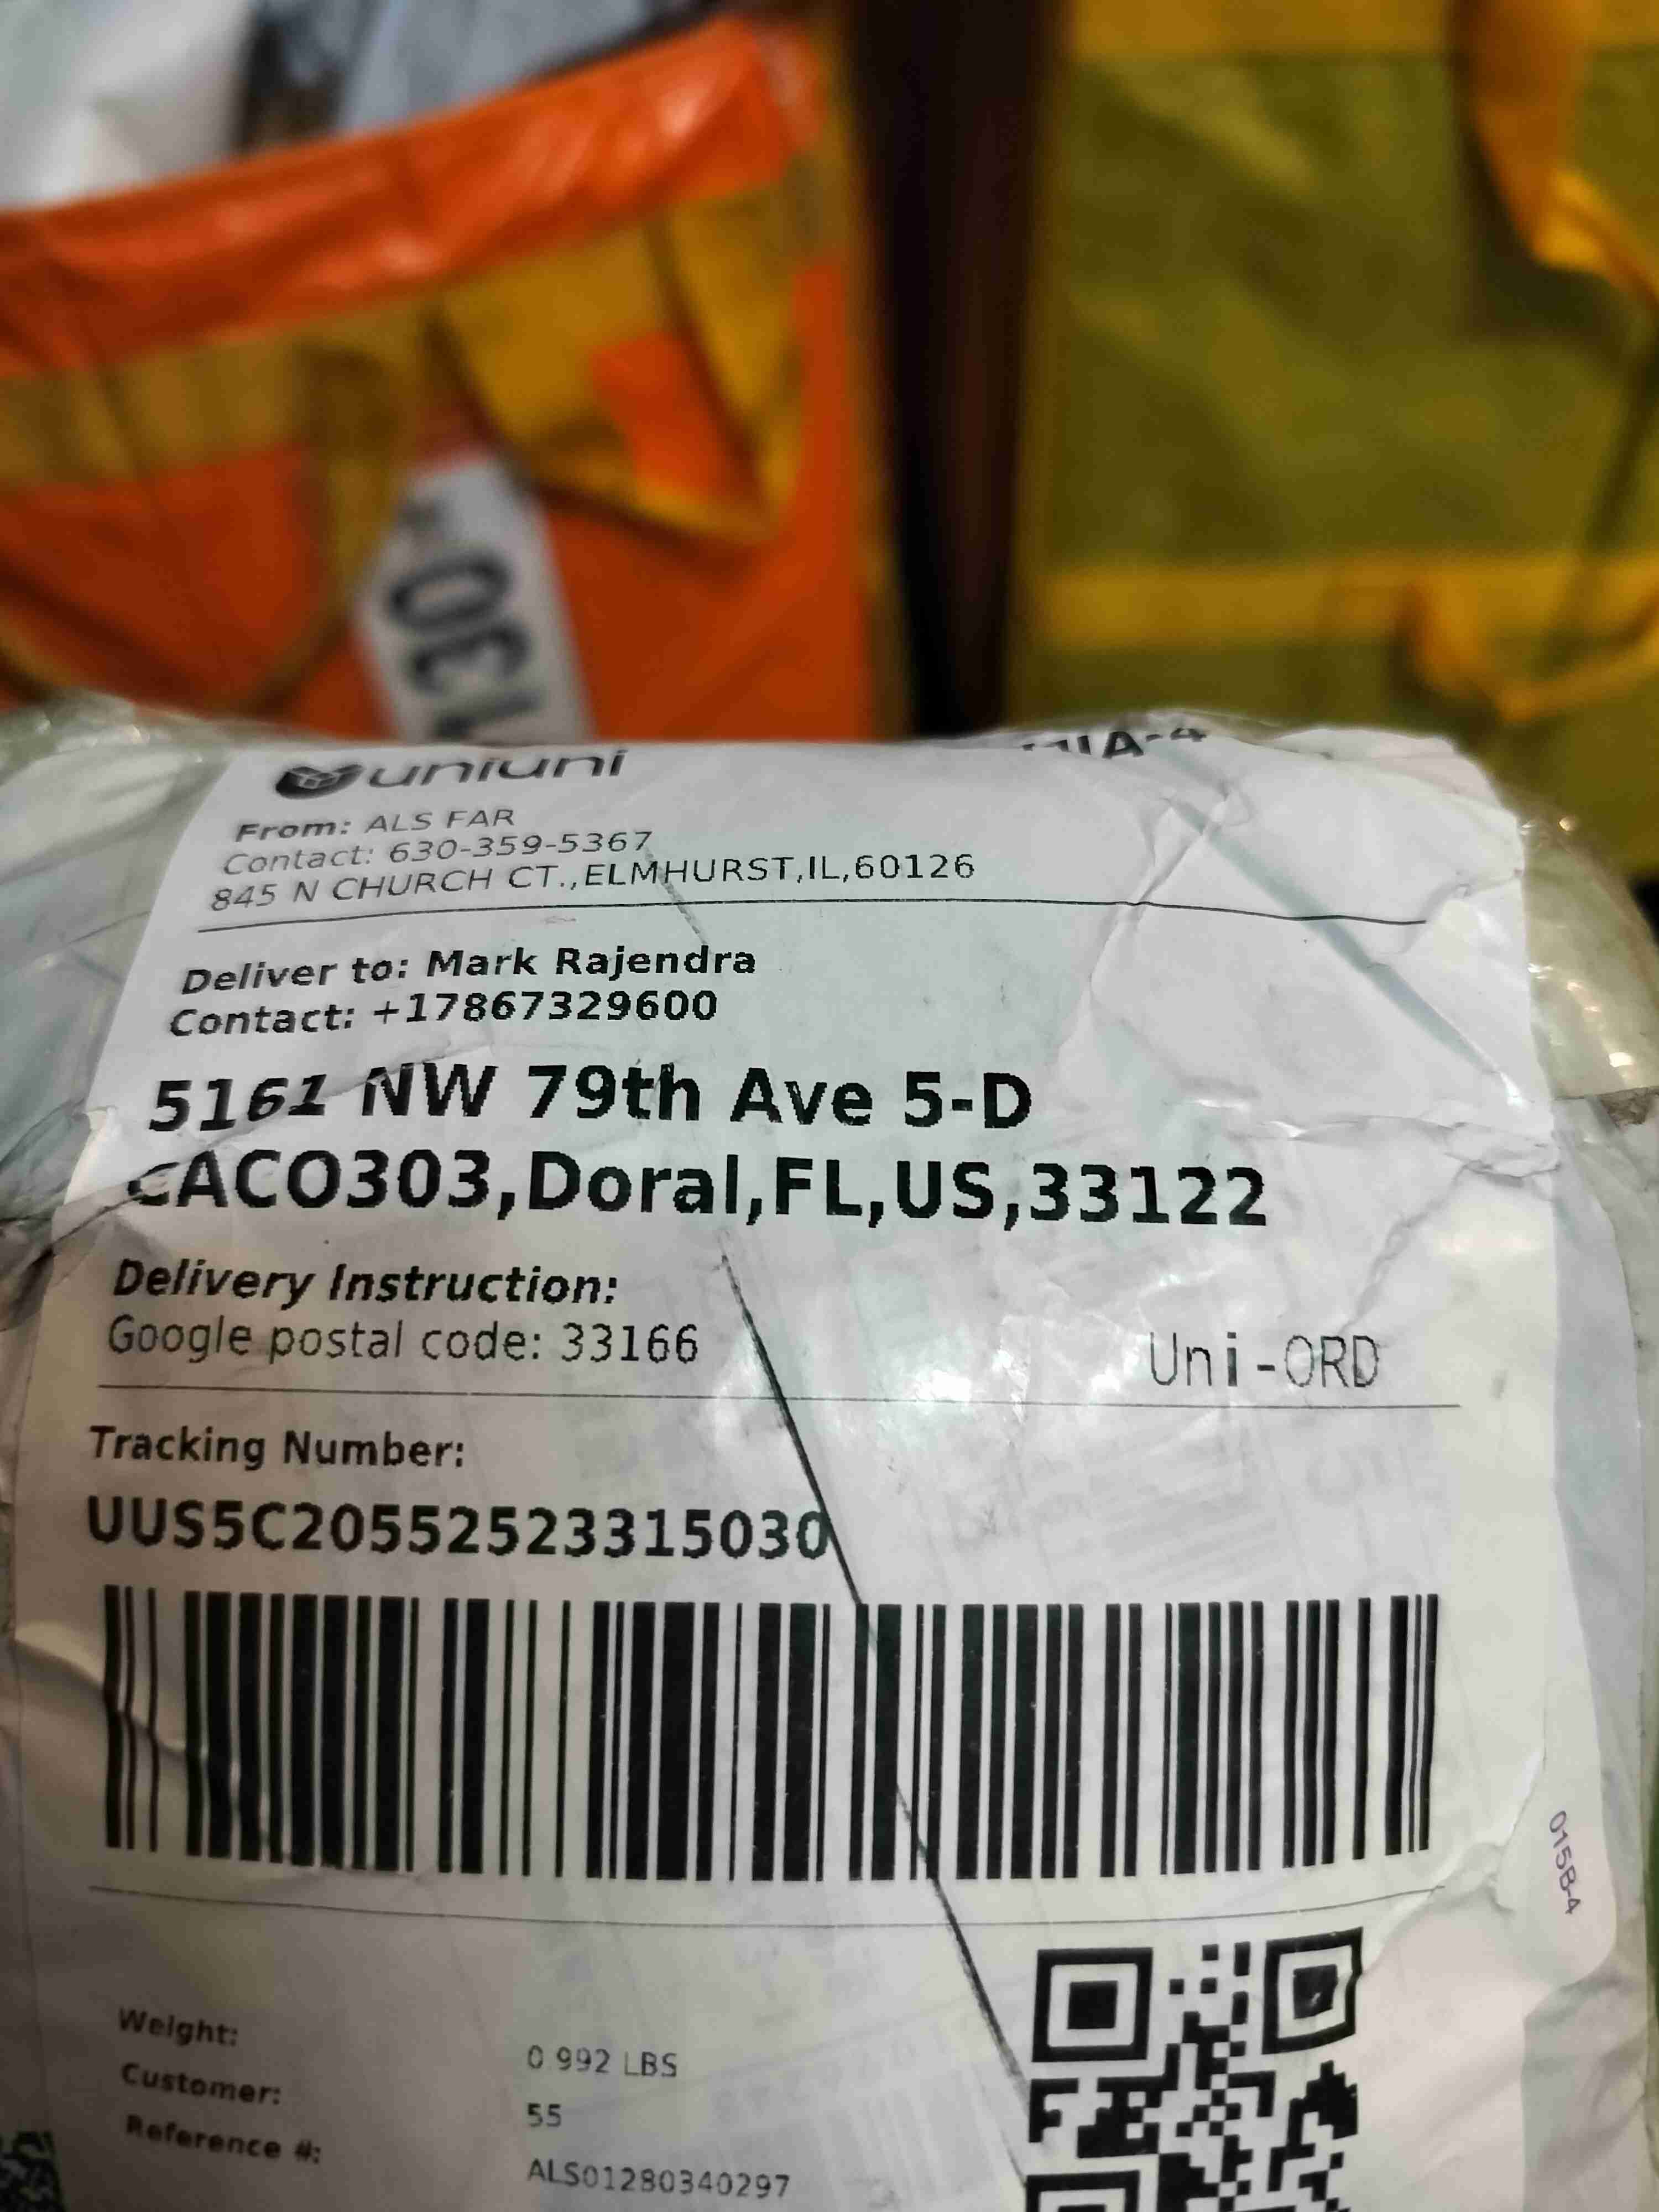 uniuni
From: ALS FAR
Contact: 630-359-5367
845 N CHURCH CT.,ELMHURST,IL,60126
Deliver to: Mark Rajendra
Contact: +17867329600
5161 NW 79th Ave 5-D
CACO303,Doral,FL,US,33122
Delivery Instruction:
Google postal code: 33166
Uni-ORD
Tracking Number:
UUS5C20552523315030
015B-4
Weight: 0.992 LBS
Customer: 55
Reference #: ALS01280340297